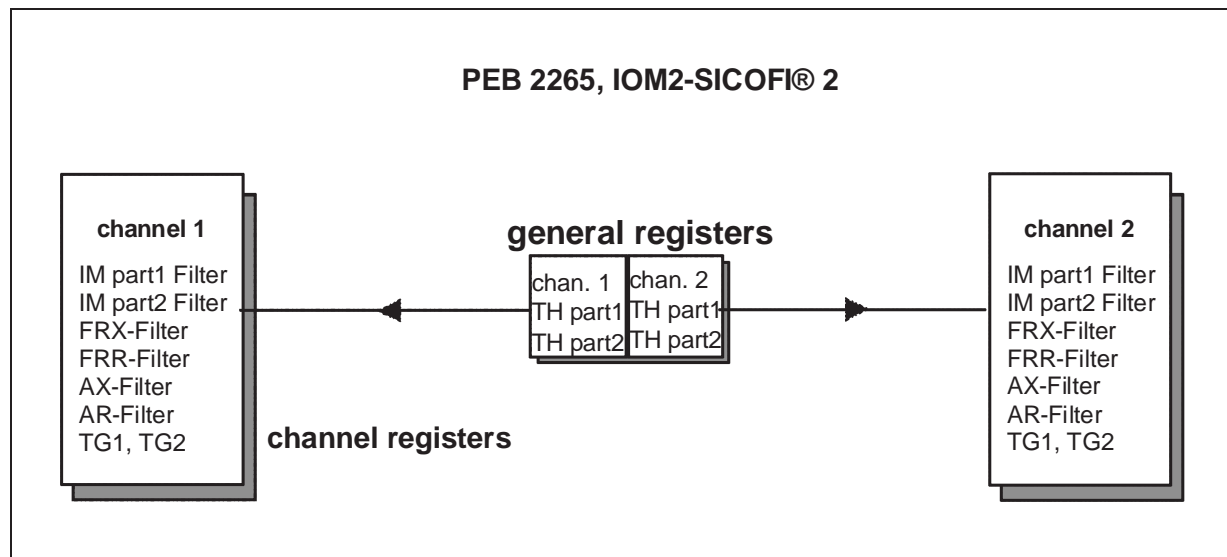 PEB 2265, IOM2-SICOFI® 2
channel 1
IM part1 Filter
IM part2 Filter
FRX-Filter
FRR-Filter
AX-Filter
AR-Filter
TG1, TG2
channel registers
general registers
chan. 1
TH part1
TH part2
chan. 2
TH part1
TH part2
channel 2
IM part1 Filter
IM part2 Filter
FRX-Filter
FRR-Filter
AX-Filter
AR-Filter
TG1, TG2